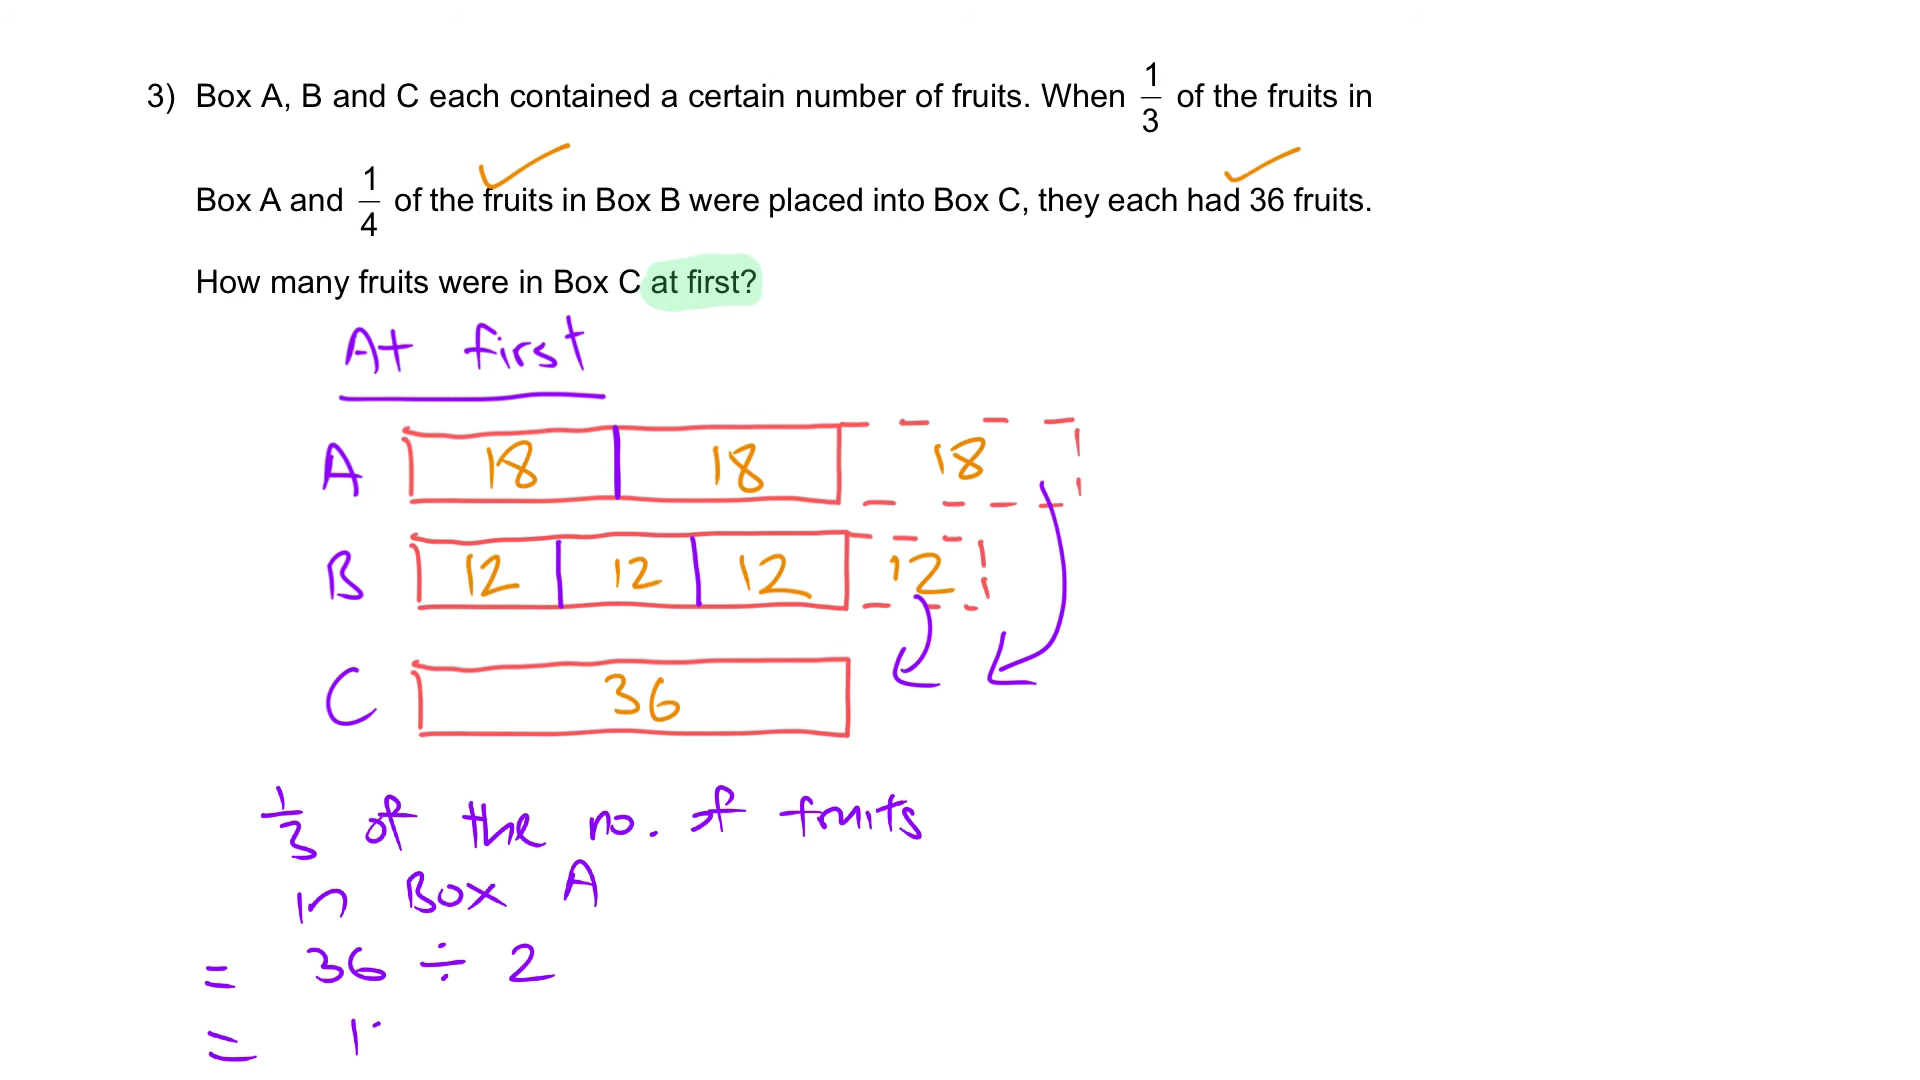 3) Box A, B and C each contained a certain number of fruits. When 1/3 of the fruits in
Box A and 1/4 of the fruits in Box B were placed into Box C, they each had 36 fruits.
How many fruits were in Box C at first?
At first
A 18 18 18
B 12 12 12 12
C 36
1/3 of the no. of fruits
in Box A
= 36 ÷ 2
= 1